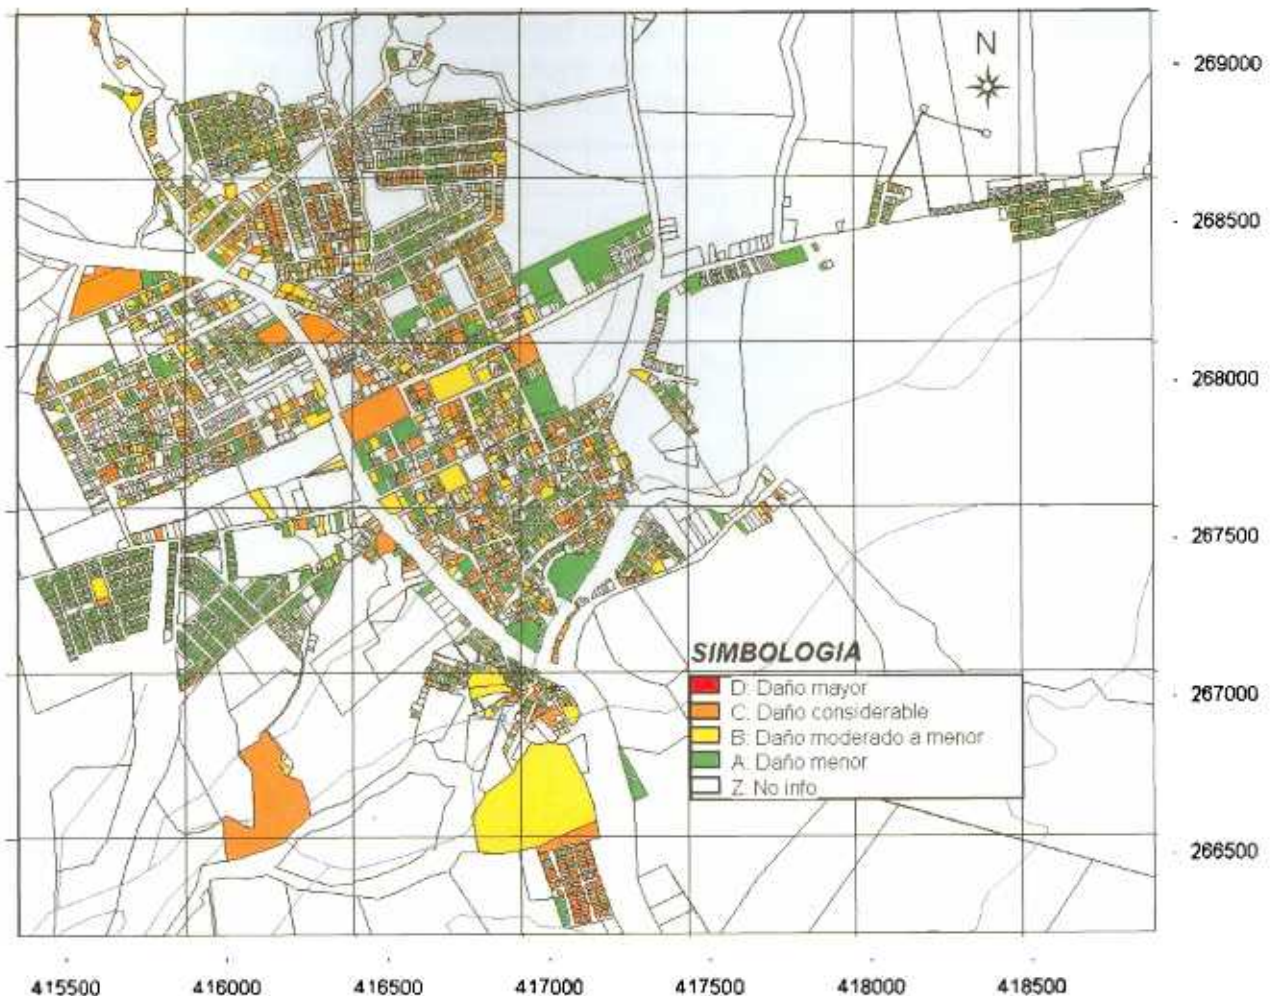 N
269000
268500
268000
267500
267000
266500
SIMBOLOGIA
D: Daño mayor
C: Daño considerable
B: Daño moderado a menor
A: Daño menor
Z: No info
415500 416000 416500 417000 417500 418000 418500